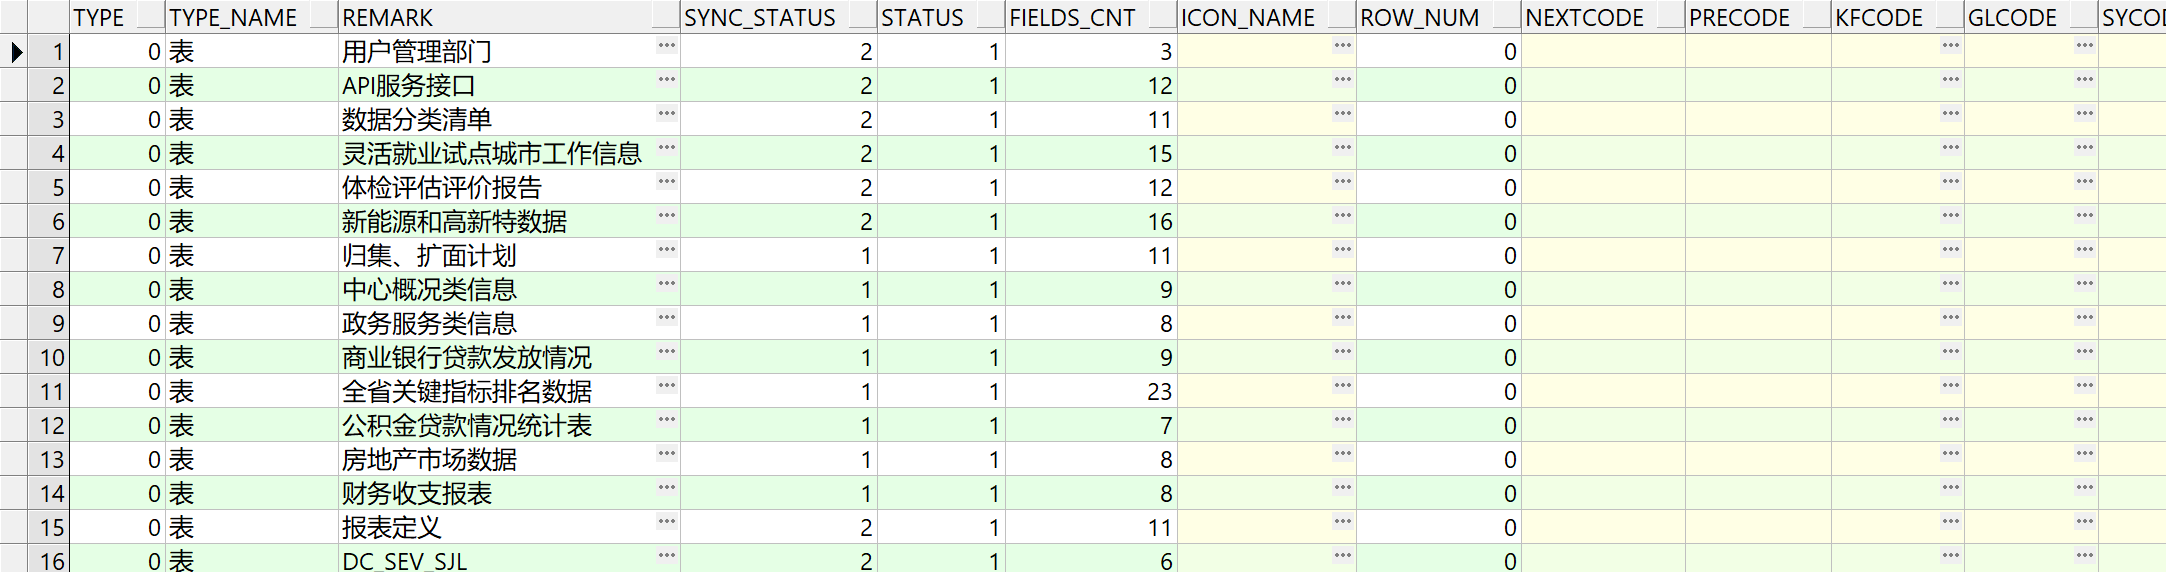 TYPE TYPE_NAME REMARK SYNC_STATUS STATUS FIELDS_CNT ICON_NAME ROW_NUM NEXTCODE PRECODE KFCODE GLCODE SYCOD
1 0 表 用户管理部门 2 1 3 0
2 0 表 API服务接口 2 1 12 0
3 0 表 数据分类清单 2 1 11 0
4 0 表 灵活就业试点城市工作信息 2 1 15 0
5 0 表 体检评估评价报告 2 1 12 0
6 0 表 新能源和高新特数据 2 1 16 0
7 0 表 归集、扩面计划 1 1 11 0
8 0 表 中心概况类信息 1 1 9 0
9 0 表 政务服务类信息 1 1 8 0
10 0 表 商业银行贷款发放情况 1 1 9 0
11 0 表 全省关键指标排名数据 1 1 23 0
12 0 表 公积金贷款情况统计表 1 1 7 0
13 0 表 房地产市场数据 1 1 8 0
14 0 表 财务收支报表 1 1 8 0
15 0 表 报表定义 2 1 11 0
16 0 表 DC_SEV_SJL 2 1 6 0